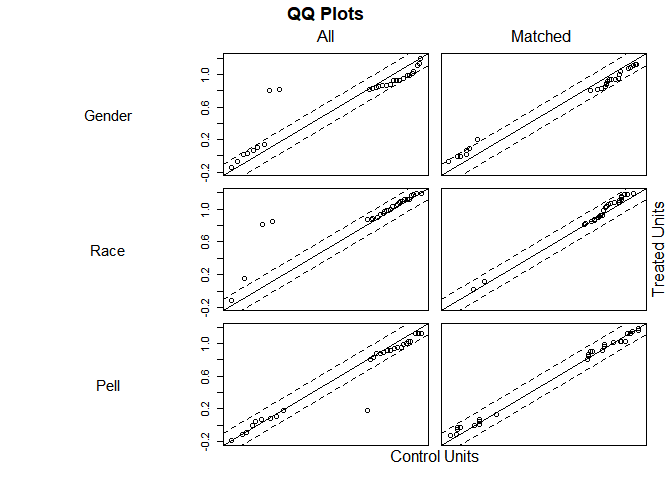 QQ Plots
All Matched
Gender
-0.2 0.2 0.6 1.0
Race
-0.2 0.2 0.6 1.0
Pell
-0.2 0.2 0.6 1.0
Treated Units
Control Units